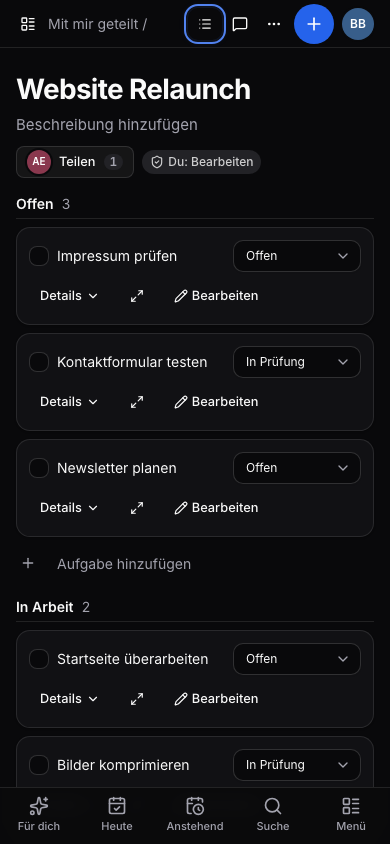 Mit mir geteilt /
BB
Website Relaunch
Beschreibung hinzufügen
AE Teilen 1 Du: Bearbeiten
Offen 3
Impressum prüfen Offen
Details Bearbeiten
Kontaktformular testen In Prüfung
Details Bearbeiten
Newsletter planen Offen
Details Bearbeiten
Aufgabe hinzufügen
In Arbeit 2
Startseite überarbeiten Offen
Details Bearbeiten
Bilder komprimieren In Prüfung
Für dich Heute Anstehend Suche Menü